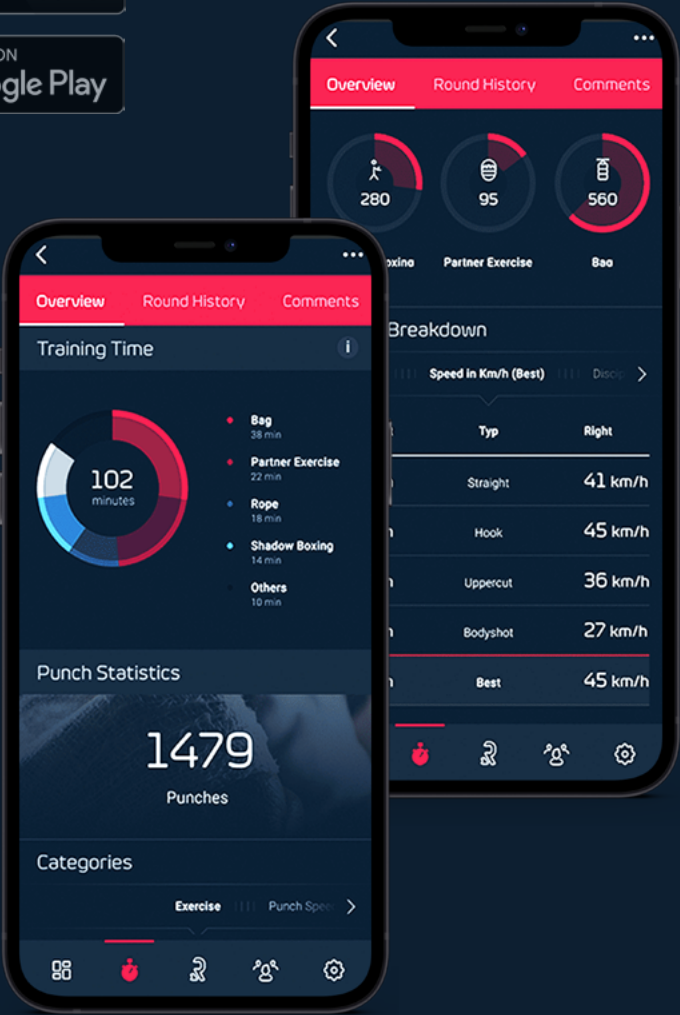 ON
gle Play
Overview Round History Comments
280 95 560
oxing Partner Exercise Bag
Breakdown
Speed in Km/h (Best) Discip
Typ Right
Straight 41 km/h
Hook 45 km/h
Uppercut 36 km/h
Bodyshot 27 km/h
Best 45 km/h
Overview Round History Comments
Training Time i
102
minutes
Bag
38 min
Partner Exercise
22 min
Rope
18 min
Shadow Boxing
14 min
Others
10 min
Punch Statistics
1479
Punches
Categories
Exercise Punch Spee